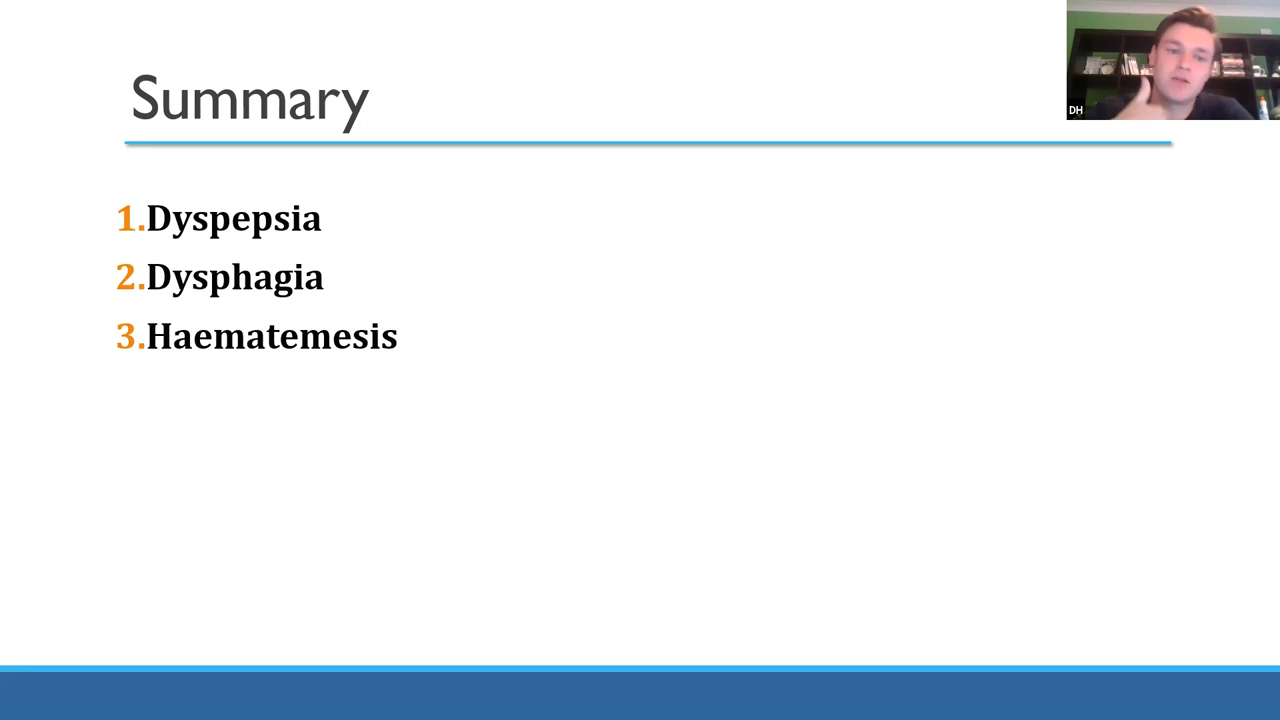 Summary
DH
1.Dyspepsia
2.Dysphagia
3.Haematemesis